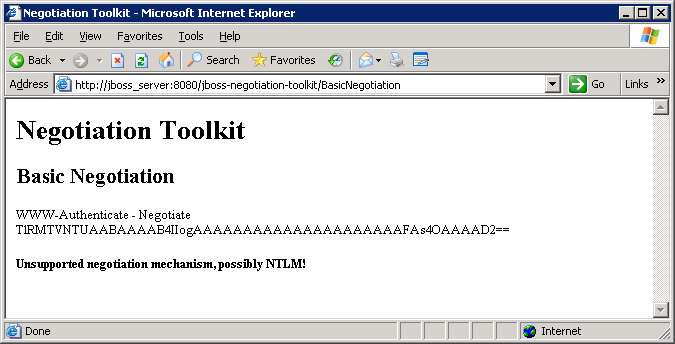 Negotiation Toolkit - Microsoft Internet Explorer
File Edit View Favorites Tools Help
Back Search Favorites
Address http://jboss_server:8080/jboss-negotiation-toolkit/BasicNegotiation Go Links »
Negotiation Toolkit
Basic Negotiation
WWW-Authenticate - Negotiate
T1RMTVNTUAABAAAAB4IIogAAAAAAAAAAAAAAAAAAAAAFAs4OAAAAD2==
Unsupported negotiation mechanism, possibly NTLM!
Done Internet